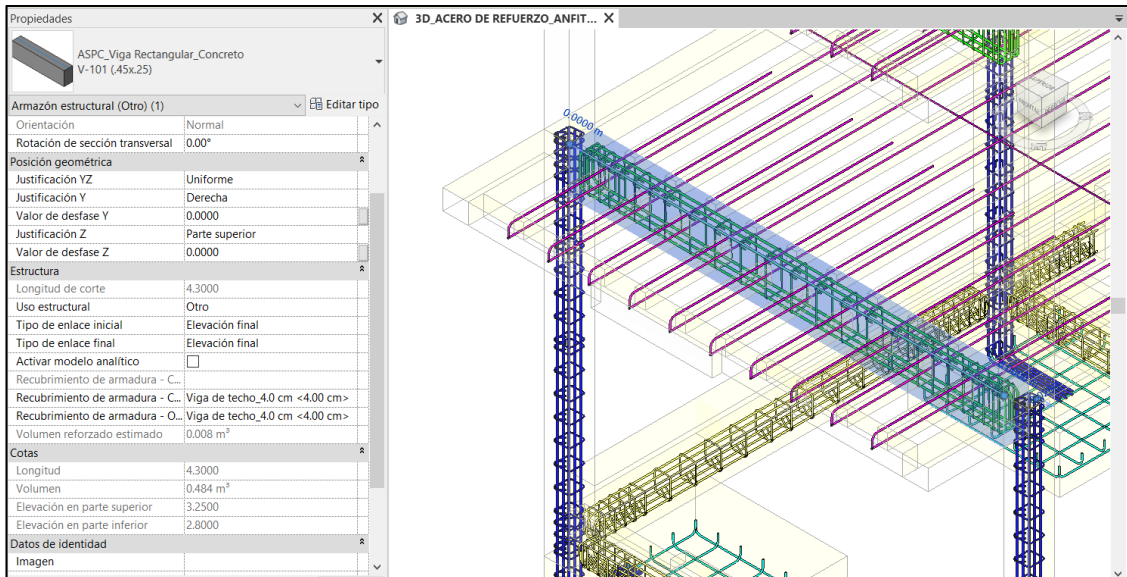 Propiedades
3D_ACERO DE REFUERZO_ANFIT...
ASPC_Viga Rectangular_Concreto
V-101 (.45x.25)
Armazón estructural (Otro) (1)
Editar tipo
Orientación Normal
Rotación de sección transversal 0.00°
Posición geométrica
Justificación YZ Uniforme
Justificación Y Derecha
Valor de desfase Y 0.0000
Justificación Z Parte superior
Valor de desfase Z 0.0000
Estructura
Longitud de corte 4.3000
Uso estructural Otro
Tipo de enlace inicial Elevación final
Tipo de enlace final Elevación final
Activar modelo analítico
Recubrimiento de armadura - C...
Recubrimiento de armadura - C... Viga de techo_4.0 cm <4.00 cm>
Recubrimiento de armadura - O... Viga de techo_4.0 cm <4.00 cm>
Volumen reforzado estimado 0.008 m³
Cotas
Longitud 4.3000
Volumen 0.484 m³
Elevación en parte superior 3.2500
Elevación en parte inferior 2.8000
Datos de identidad
Imagen
0.0000 m